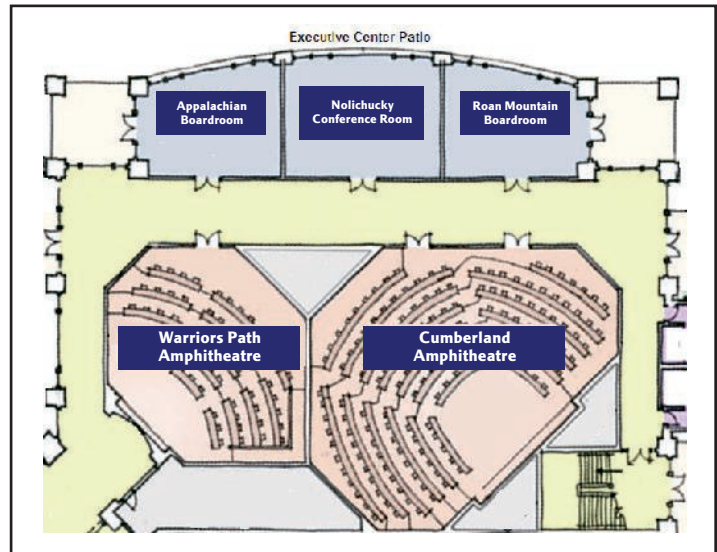 Executive Center Patio
Appalachian
Boardroom
Nolichucky
Conference Room
Roan Mountain
Boardroom
Warriors Path
Amphitheatre
Cumberland
Amphitheatre